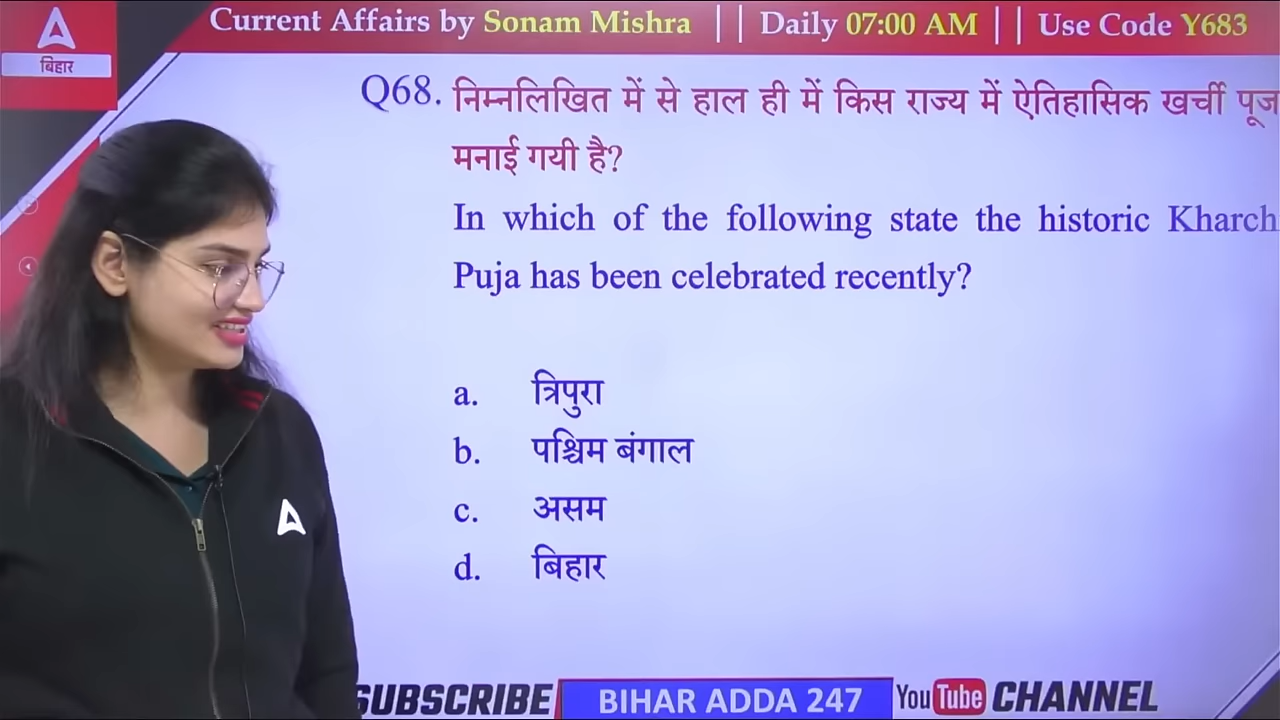 Current Affairs by Sonam Mishra || Daily 07:00 AM || Use Code Y683
बिहार
Q68. निम्नलिखित में से हाल ही में किस राज्य में ऐतिहासिक खर्ची पूज
मनाई गयी है?
In which of the following state the historic Kharch
Puja has been celebrated recently?
a. त्रिपुरा
b. पश्चिम बंगाल
c. असम
d. बिहार
SUBSCRIBE BIHAR ADDA 247 YouTube CHANNEL